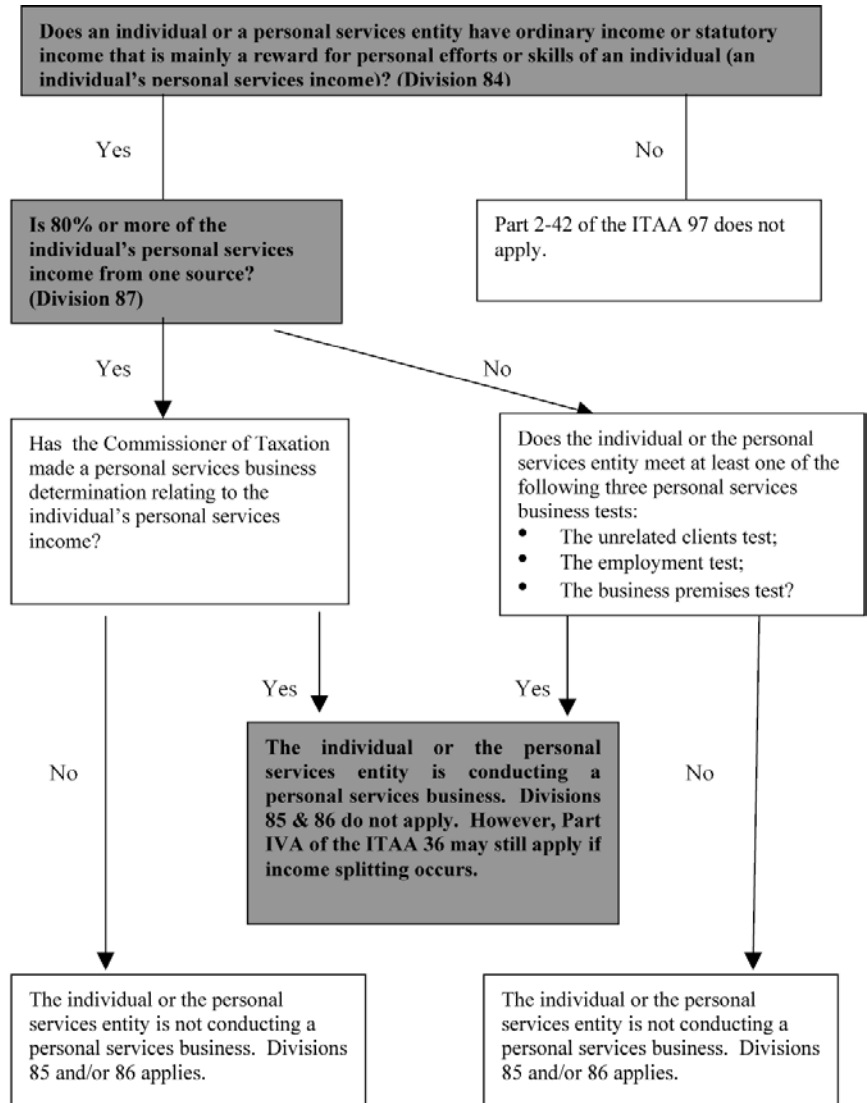 Does an individual or a personal services entity have ordinary income or statutory
income that is mainly a reward for personal efforts or skills of an individual (an
individual's personal services income)? (Division 84)
Yes
No
Is 80% or more of the
individual's personal services
income from one source?
(Division 87)
Part 2-42 of the ITAA 97 does not
apply.
Yes
No
Has the Commissioner of Taxation
made a personal services business
determination relating to the
individual's personal services
income?
Does the individual or the personal
services entity meet at least one of the
following three personal services
business tests:
• The unrelated clients test;
• The employment test;
• The business premises test?
Yes
Yes
No
No
The individual or the personal
services entity is conducting a
personal services business. Divisions
85 & 86 do not apply. However, Part
IVA of the ITAA 36 may still apply if
income splitting occurs.
The individual or the personal
services entity is not conducting a
personal services business. Divisions
85 and/or 86 applies.
The individual or the personal
services entity is not conducting a
personal services business. Divisions
85 and/or 86 applies.